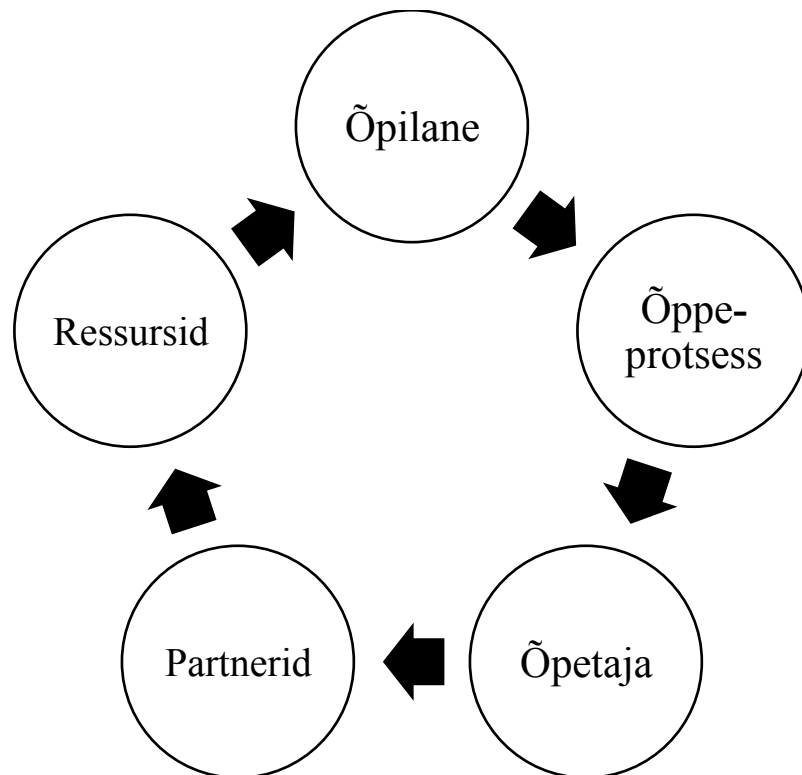 Õpilane
Õppe-
protsess
Õpetaja
Partnerid
Ressursid